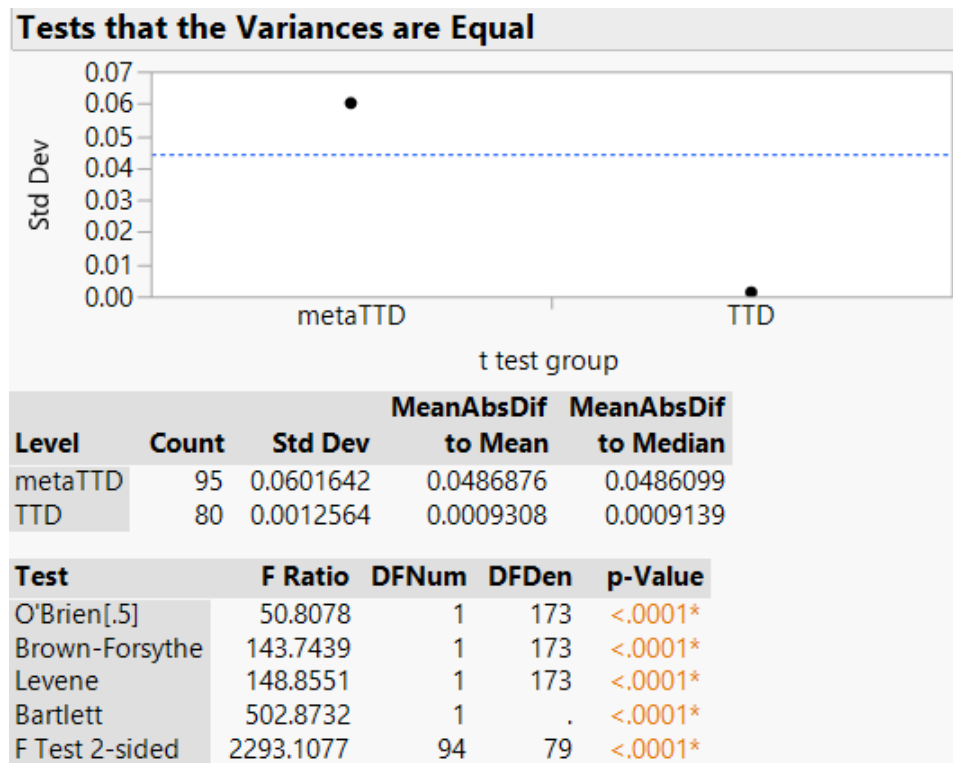 Tests that the Variances are Equal
0.07
0.06
0.05
0.04
0.03
0.02
0.01
0.00
Std Dev
metaTTD TTD
t test group
MeanAbsDif MeanAbsDif
Level Count Std Dev to Mean to Median
metaTTD 95 0.0601642 0.0486876 0.0486099
TTD 80 0.0012564 0.0009308 0.0009139
Test F Ratio DFNum DFDen p-Value
O'Brien[.5] 50.8078 1 173 <.0001*
Brown-Forsythe 143.7439 1 173 <.0001*
Levene 148.8551 1 173 <.0001*
Bartlett 502.8732 1 . <.0001*
F Test 2-sided 2293.1077 94 79 <.0001*